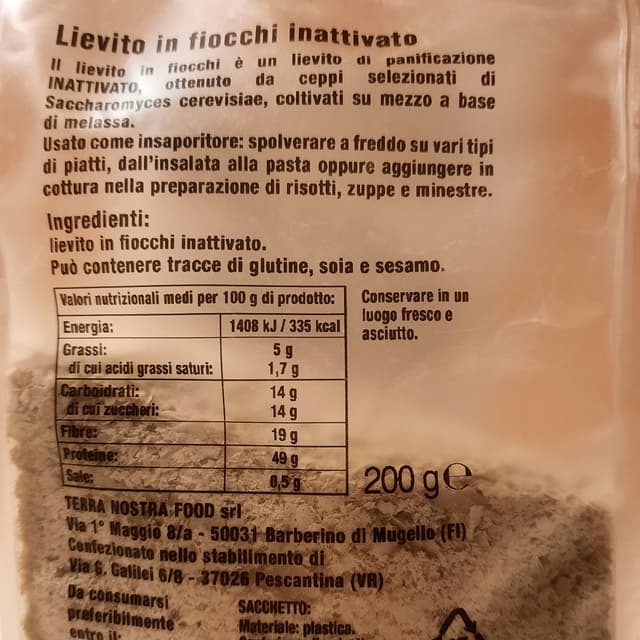 Lievito in fiocchi inattivato
Il lievito in fiocchi è un lievito di panificazione
INATTIVATO, ottenuto da ceppi selezionati di
Saccharomyces cerevisiae, coltivati su mezzo a base
di melassa.
Usato come insaporitore: spolverare a freddo su vari tipi
di piatti, dall'insalata alla pasta oppure aggiungere in
cottura nella preparazione di risotti, zuppe e minestre.
Ingredienti:
lievito in fiocchi inattivato.
Può contenere tracce di glutine, soia e sesamo.
Valori nutrizionali medi per 100 g di prodotto:
Energia: 1408 kJ / 335 kcal
Grassi: 5 g
di cui acidi grassi saturi: 1,7 g
Carboidrati: 14 g
di cui zuccheri: 14 g
Fibre: 19 g
Proteine: 49 g
Sale: 0,5 g
Conservare in un
luogo fresco e
asciutto.
200 g e
TERRA NOSTRA FOOD srl
Via 1° Maggio 8/a - 50031 Barberino di Mugello (FI)
Confezionato nello stabilimento di
Via G. Galilei 6/8 - 37026 Pescantina (VR)
Da consumarsi
preferibilmente
entro il:
SACCHETTO:
Materiale: plastica.